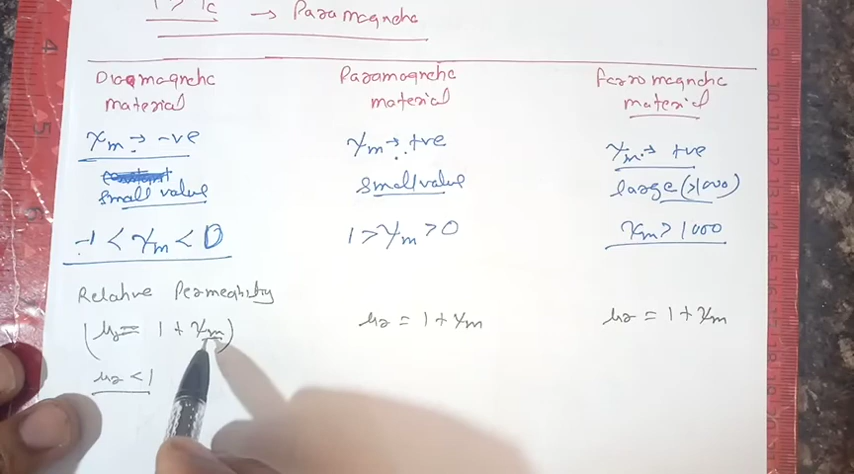 T > Tc → Paramagnetic
Diamagnetic material
Paramagnetic material
Ferromagnetic material
χm → -ve
χm → +ve
χm → +ve
small value
small value
large (>1000)
-1 < χm < 0
1 > χm > 0
χm > 1000
Relative Permeability
(μr = 1 + χm)
μr = 1 + χm
μr = 1 + χm
μr < 1